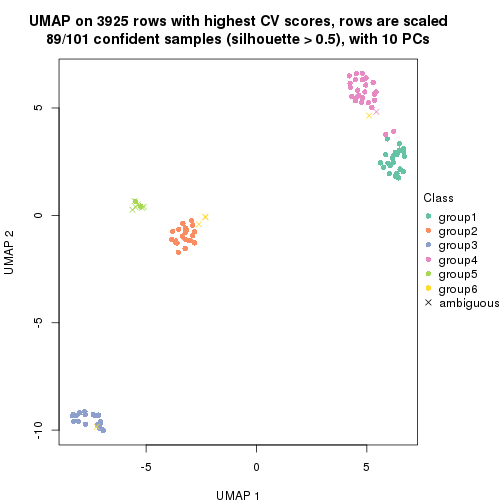 UMAP on 3925 rows with highest CV scores, rows are scaled
89/101 confident samples (silhouette > 0.5), with 10 PCs
5
0
-5
-10
UMAP 2
-5
0
5
UMAP 1
Class
group1
group2
group3
group4
group5
group6
ambiguous